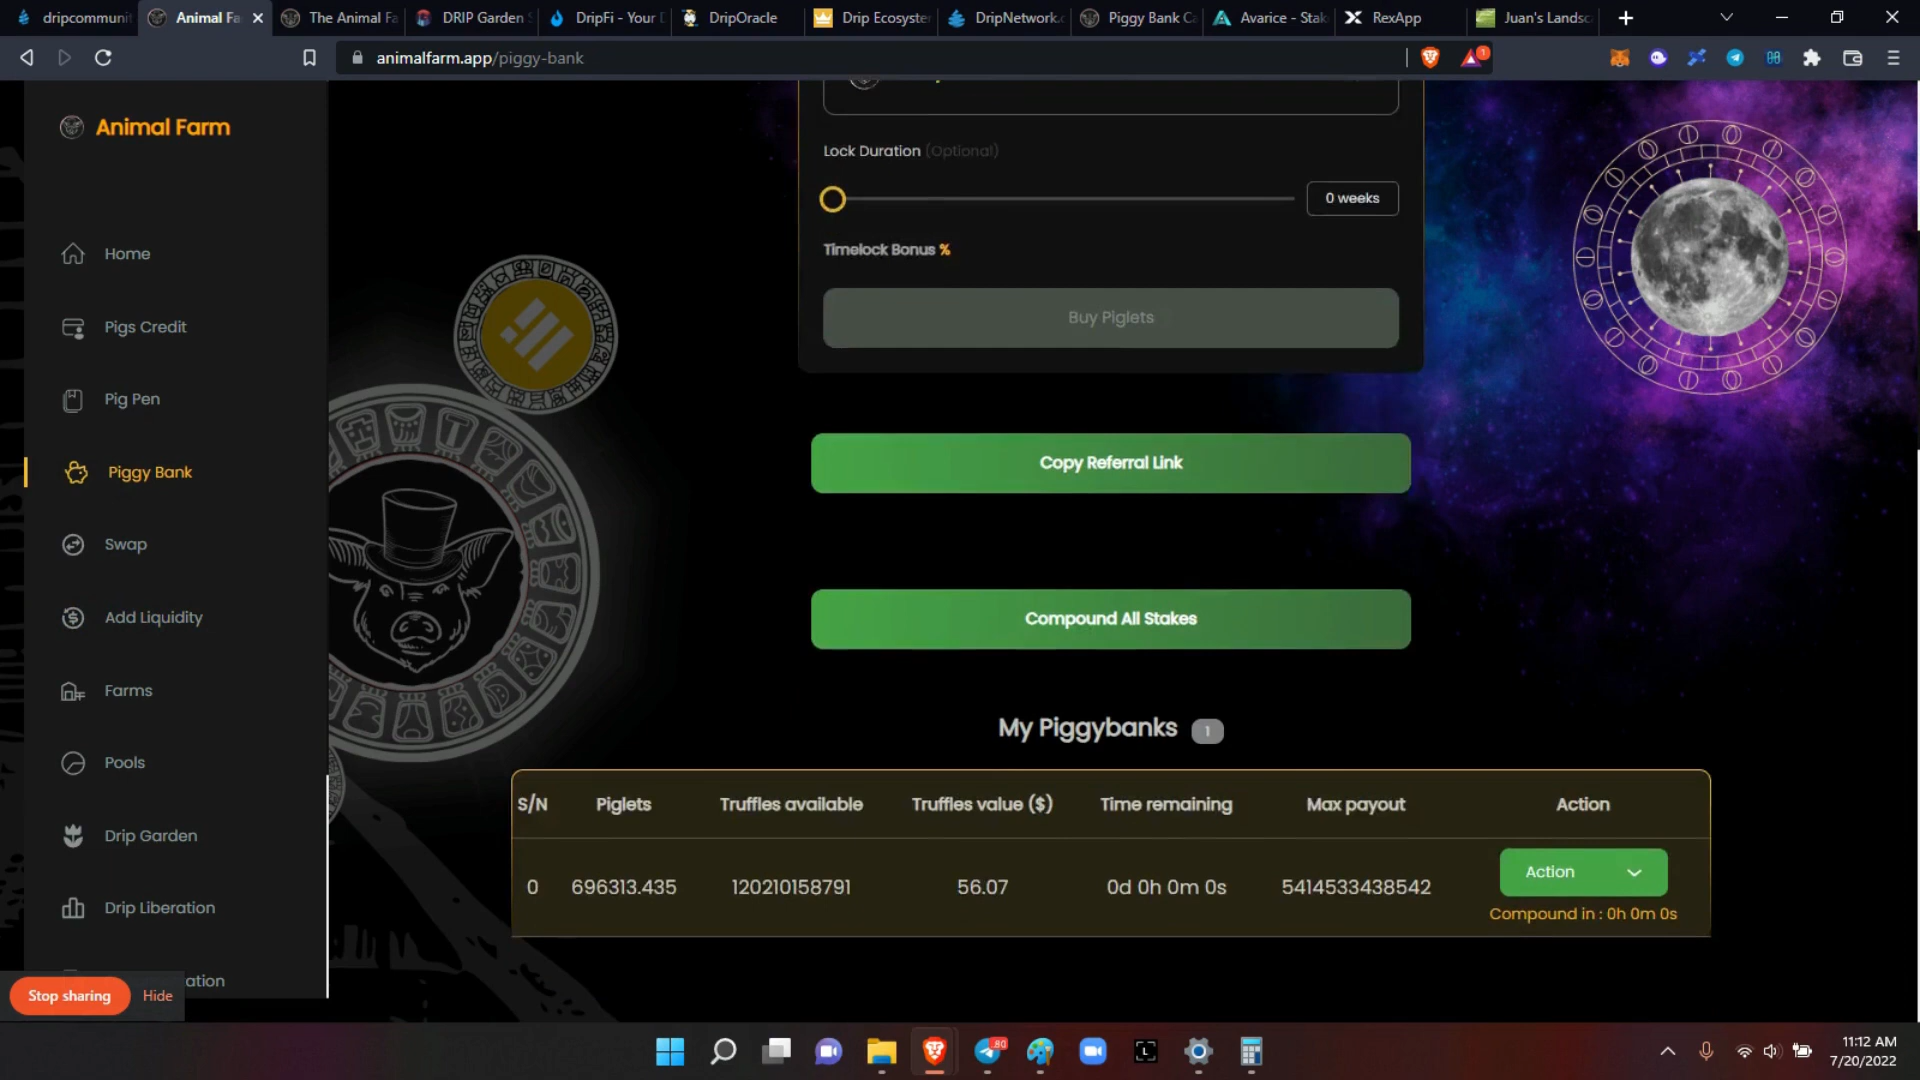 dripcommuni
Animal Fa
The Animal Fa
DRIP Garden S
DripFi - Your D
DripOracle
Drip Ecosyste
DripNetwork.c
Piggy Bank Ca
Avarice - Stak
RexApp
Juan's Landsc
animalfarm.app/piggy-bank
1
Animal Farm
Home
Pigs Credit
Pig Pen
Piggy Bank
Swap
Add Liquidity
Farms
Pools
Drip Garden
Drip Liberation
ation
Stop sharing
Hide
Lock Duration (Optional)
0 weeks
Timelock Bonus %
Buy Piglets
Copy Referral Link
Compound All Stakes
My Piggybanks 1
S/N Piglets Truffles available Truffles value ($) Time remaining Max payout Action
0 696313.435 120210158791 56.07 0d 0h 0m 0s 5414533438542 Action
Compound in : 0h 0m 0s
80
L
11:12 AM
7/20/2022